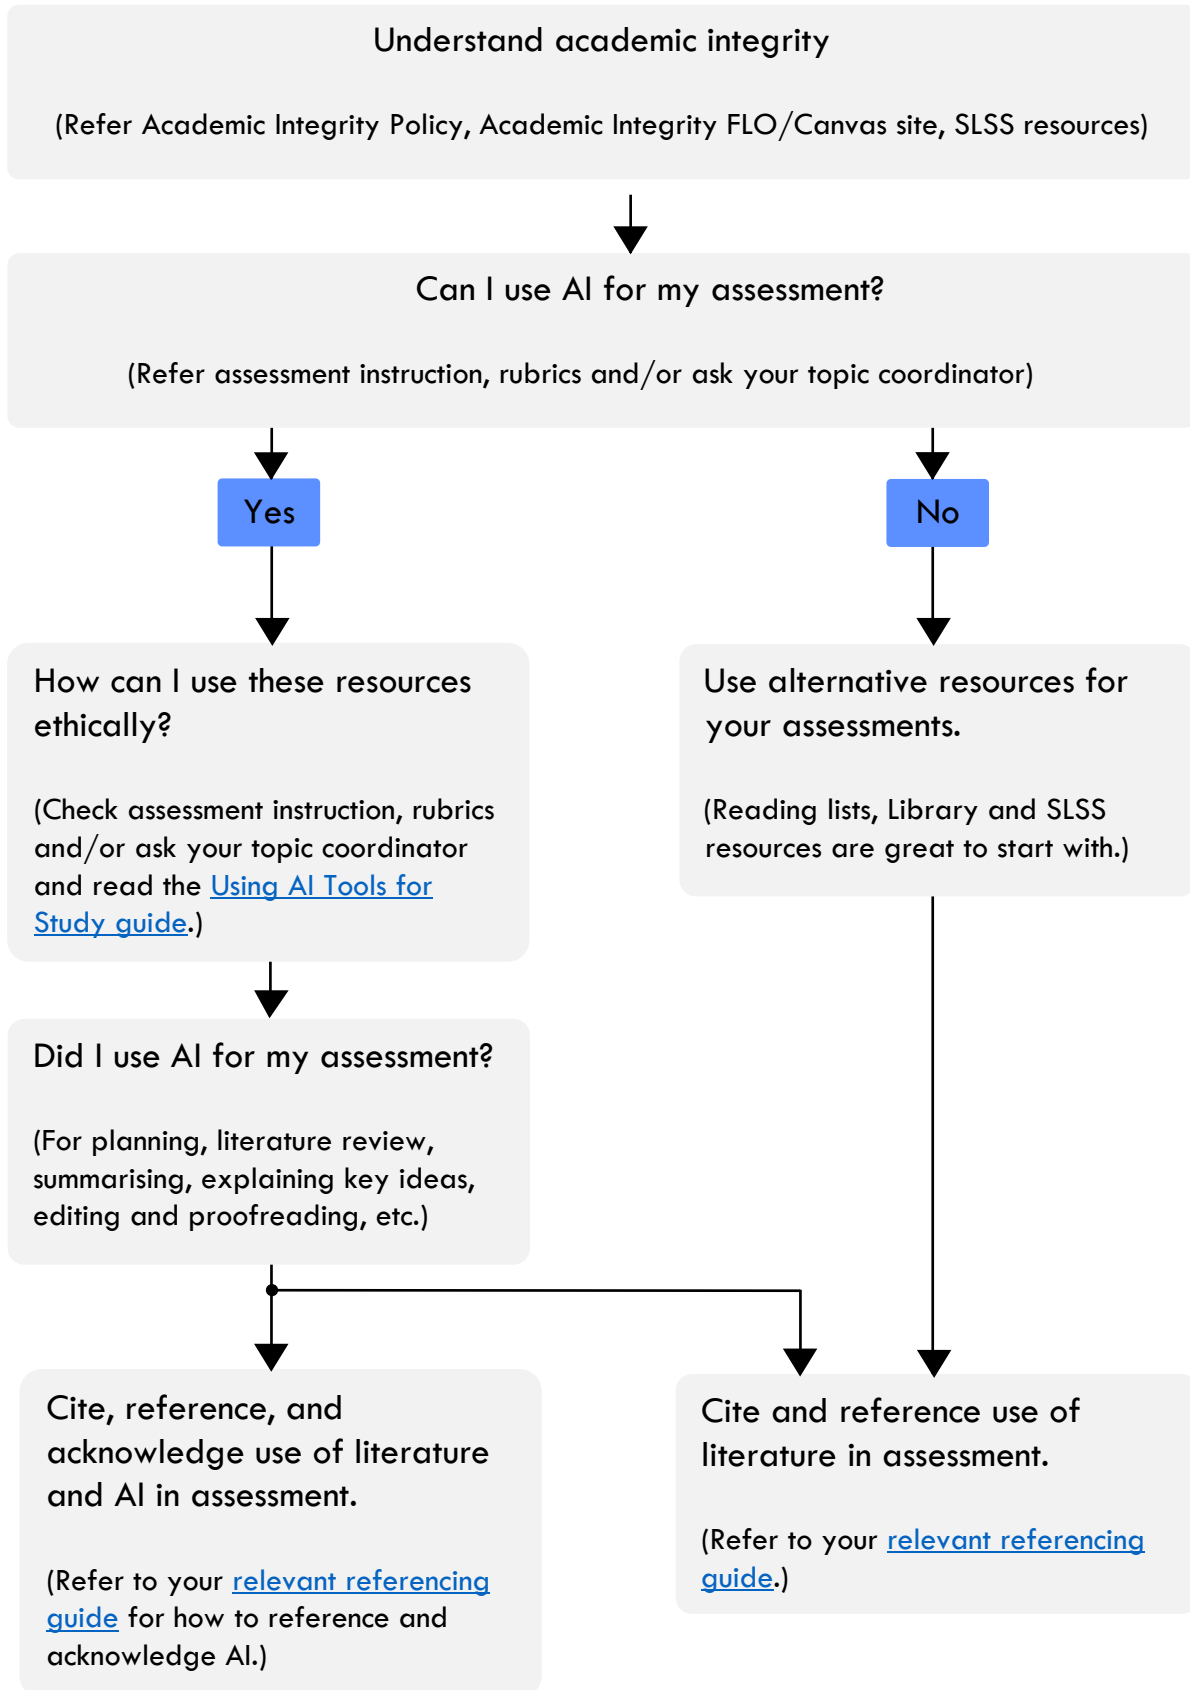 Understand academic integrity
(Refer Academic Integrity Policy, Academic Integrity FLO/Canvas site, SLSS resources)
Can I use AI for my assessment?
(Refer assessment instruction, rubrics and/or ask your topic coordinator)
Yes
No
How can I use these resources
ethically?
(Check assessment instruction, rubrics
and/or ask your topic coordinator
and read the Using AI Tools for
Study guide.)
Use alternative resources for
your assessments.
(Reading lists, Library and SLSS
resources are great to start with.)
Did I use AI for my assessment?
(For planning, literature review,
summarising, explaining key ideas,
editing and proofreading, etc.)
Cite, reference, and
acknowledge use of literature
and AI in assessment.
(Refer to your relevant referencing
guide for how to reference and
acknowledge AI.)
Cite and reference use of
literature in assessment.
(Refer to your relevant referencing
guide.)